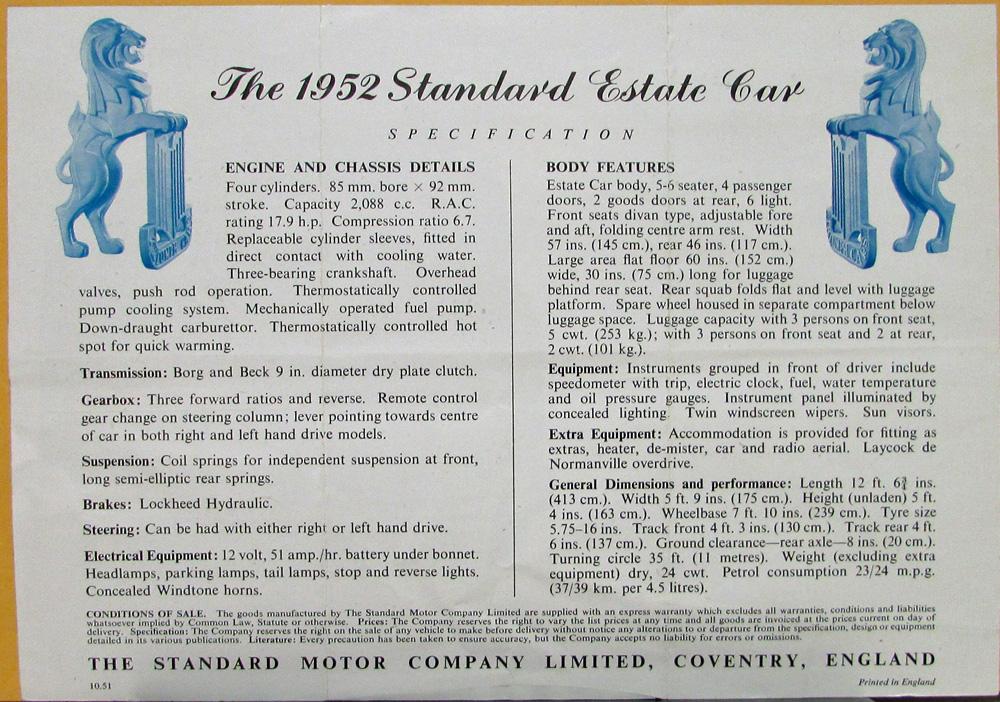 The 1952 Standard Estate Car
SPECIFICATION
ENGINE AND CHASSIS DETAILS
Four cylinders. 85 mm. bore × 92 mm.
stroke. Capacity 2,088 c.c. R.A.C.
rating 17.9 h.p. Compression ratio 6.7.
Replaceable cylinder sleeves, fitted in
direct contact with cooling water.
Three-bearing crankshaft. Overhead
valves, push rod operation. Thermostatically controlled
pump cooling system. Mechanically operated fuel pump.
Down-draught carburettor. Thermostatically controlled hot
spot for quick warming.
Transmission: Borg and Beck 9 in. diameter dry plate clutch.
Gearbox: Three forward ratios and reverse. Remote control
gear change on steering column; lever pointing towards centre
of car in both right and left hand drive models.
Suspension: Coil springs for independent suspension at front,
long semi-elliptic rear springs.
Brakes: Lockheed Hydraulic.
Steering: Can be had with either right or left hand drive.
Electrical Equipment: 12 volt, 51 amp./hr. battery under bonnet.
Headlamps, parking lamps, tail lamps, stop and reverse lights.
Concealed Windtone horns.
BODY FEATURES
Estate Car body, 5-6 seater, 4 passenger
doors, 2 goods doors at rear, 6 light.
Front seats divan type, adjustable fore
and aft, folding centre arm rest. Width
57 ins. (145 cm.), rear 46 ins. (117 cm.).
Large area flat floor 60 ins. (152 cm.)
wide, 30 ins. (75 cm.) long for luggage
behind rear seat. Rear squab folds flat and level with luggage
platform. Spare wheel housed in separate compartment below
luggage space. Luggage capacity with 3 persons on front seat,
5 cwt. (253 kg.); with 3 persons on front seat and 2 at rear,
2 cwt. (101 kg.).
Equipment: Instruments grouped in front of driver include
speedometer with trip, electric clock, fuel, water temperature
and oil pressure gauges. Instrument panel illuminated by
concealed lighting. Twin windscreen wipers. Sun visors.
Extra Equipment: Accommodation is provided for fitting as
extras, heater, de-mister, car and radio aerial. Laycock de
Normanville overdrive.
General Dimensions and performance: Length 12 ft. 6¾ ins.
(413 cm.). Width 5 ft. 9 ins. (175 cm.). Height (unladen) 5 ft.
4 ins. (163 cm.). Wheelbase 7 ft. 10 ins. (239 cm.). Tyre size
5.75–16 ins. Track front 4 ft. 3 ins. (130 cm.). Track rear 4 ft.
6 ins. (137 cm.). Ground clearance—rear axle—8 ins. (20 cm.).
Turning circle 35 ft. (11 metres). Weight (excluding extra
equipment) dry, 24 cwt. Petrol consumption 23/24 m.p.g.
(37/39 km. per 4.5 litres).
CONDITIONS OF SALE. The goods manufactured by The Standard Motor Company Limited are supplied with an express warranty which excludes all warranties, conditions and liabilities
whatsoever implied by Common Law, Statute or otherwise. Prices: The Company reserves the right to vary the list prices at any time and all goods are invoiced at the prices current on day of
delivery. Specification: The Company reserves the right on the sale of any vehicle to make before delivery without notice any alterations to or departure from the specification, design or equipment
detailed in its various publications. Literature: Every precaution has been taken to ensure accuracy, but the Company accepts no liability for errors or omissions.
THE STANDARD MOTOR COMPANY LIMITED, COVENTRY, ENGLAND
10.51
Printed in England